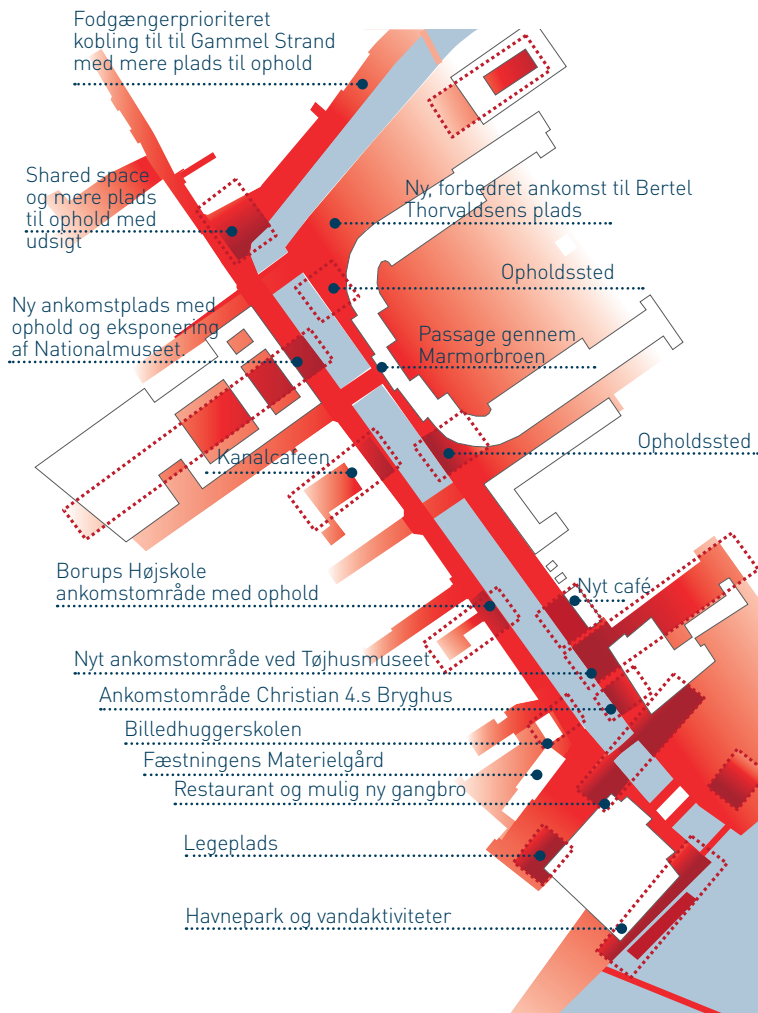 Fodgængerprioriteret
kobling til til Gammel Strand
med mere plads til ophold
Shared space
og mere plads
til ophold med
udsigt
Ny, forbedret ankomst til Bertel
Thorvaldsens plads
Opholdssted
Ny ankomstplads med
ophold og eksponering
af Nationalmuseet.
Passage gennem
Marmorbroen
Opholdssted
Kanalcafeen
Borups Højskole
ankomstområde med ophold
Nyt café
Nyt ankomstområde ved Tøjhusmuseet
Ankomstområde Christian 4.s Bryghus
Billedhuggerskolen
Fæstningens Materielgård
Restaurant og mulig ny gangbro
Legeplads
Havnepark og vandaktiviteter